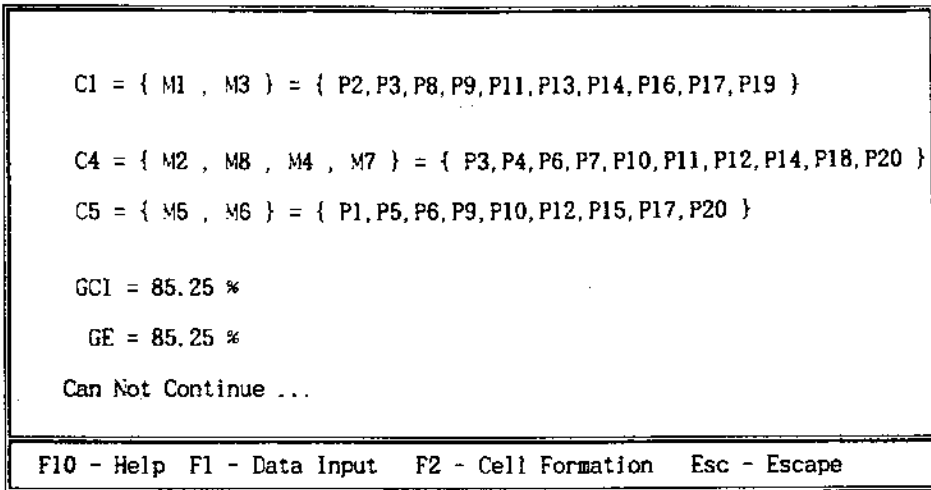 C1 = { M1 , M3 } = { P2,P3,P8,P9,P11,P13,P14,P16,P17,P19 }
C4 = { M2 , M8 , M4 , M7 } = { P3,P4,P6,P7,P10,P11,P12,P14,P18,P20 }
C5 = { M5 , M6 } = { P1,P5,P6,P9,P10,P12,P15,P17,P20 }
GCI = 85.25 %
GE = 85.25 %
Can Not Continue ...
F10 - Help F1 - Data Input F2 - Cell Formation Esc - Escape